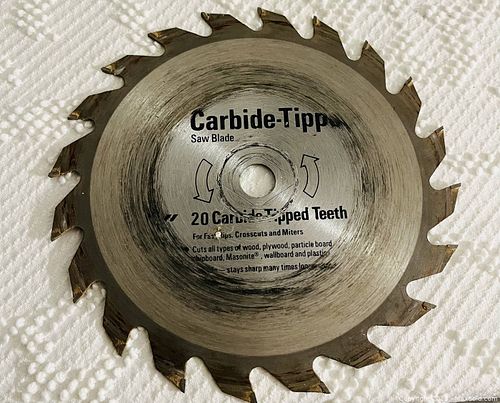 Carbide-Tipp
Saw Blade
20 Carbide Tipped Teeth
For Fast Rips, Crosscuts and Miters
Cuts all types of wood, plywood, particle board
chipboard, Masonite®, wallboard and plastic
stays sharp many times longer